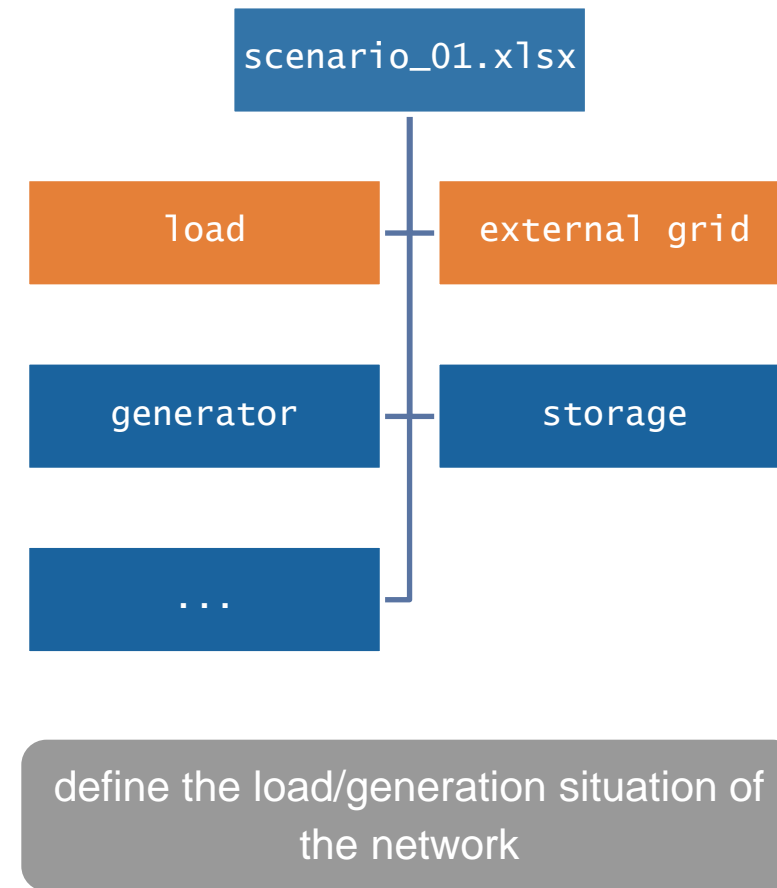 scenario_01.xlsx
load
external grid
generator
storage
...
define the load/generation situation of
the network